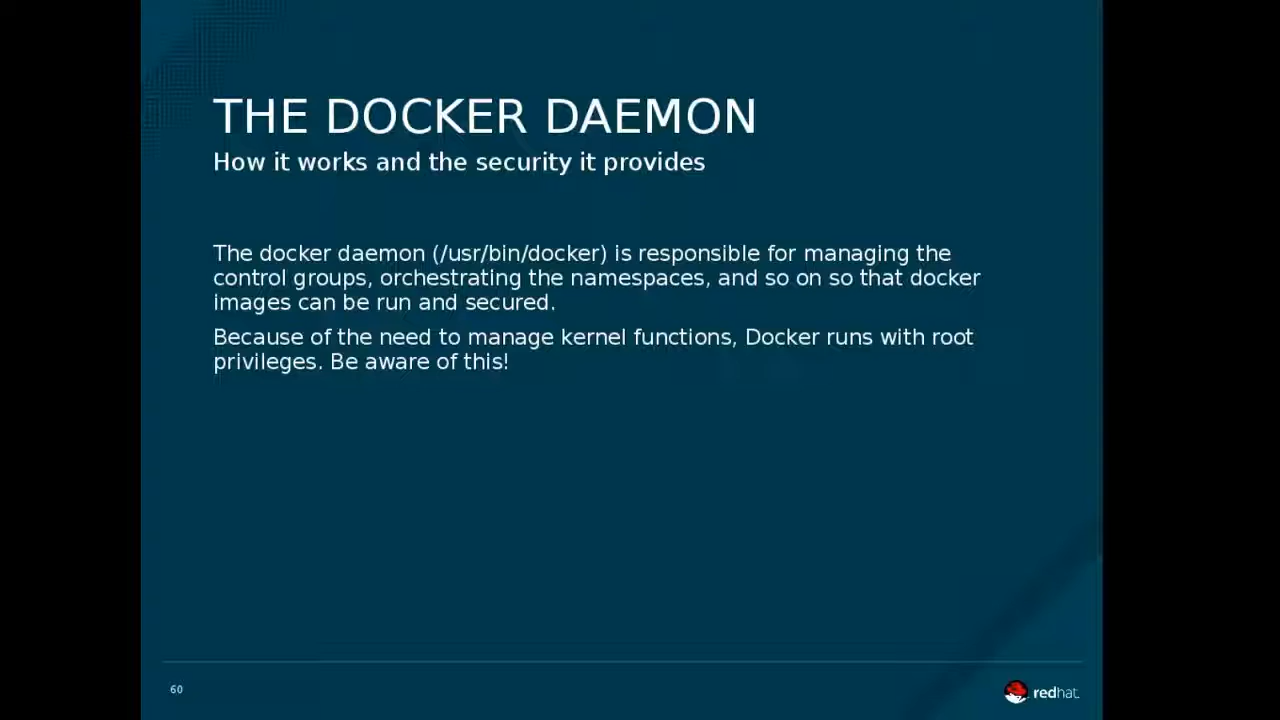 THE DOCKER DAEMON
How it works and the security it provides
The docker daemon (/usr/bin/docker) is responsible for managing the
control groups, orchestrating the namespaces, and so on so that docker
images can be run and secured.
Because of the need to manage kernel functions, Docker runs with root
privileges. Be aware of this!
60
redhat.